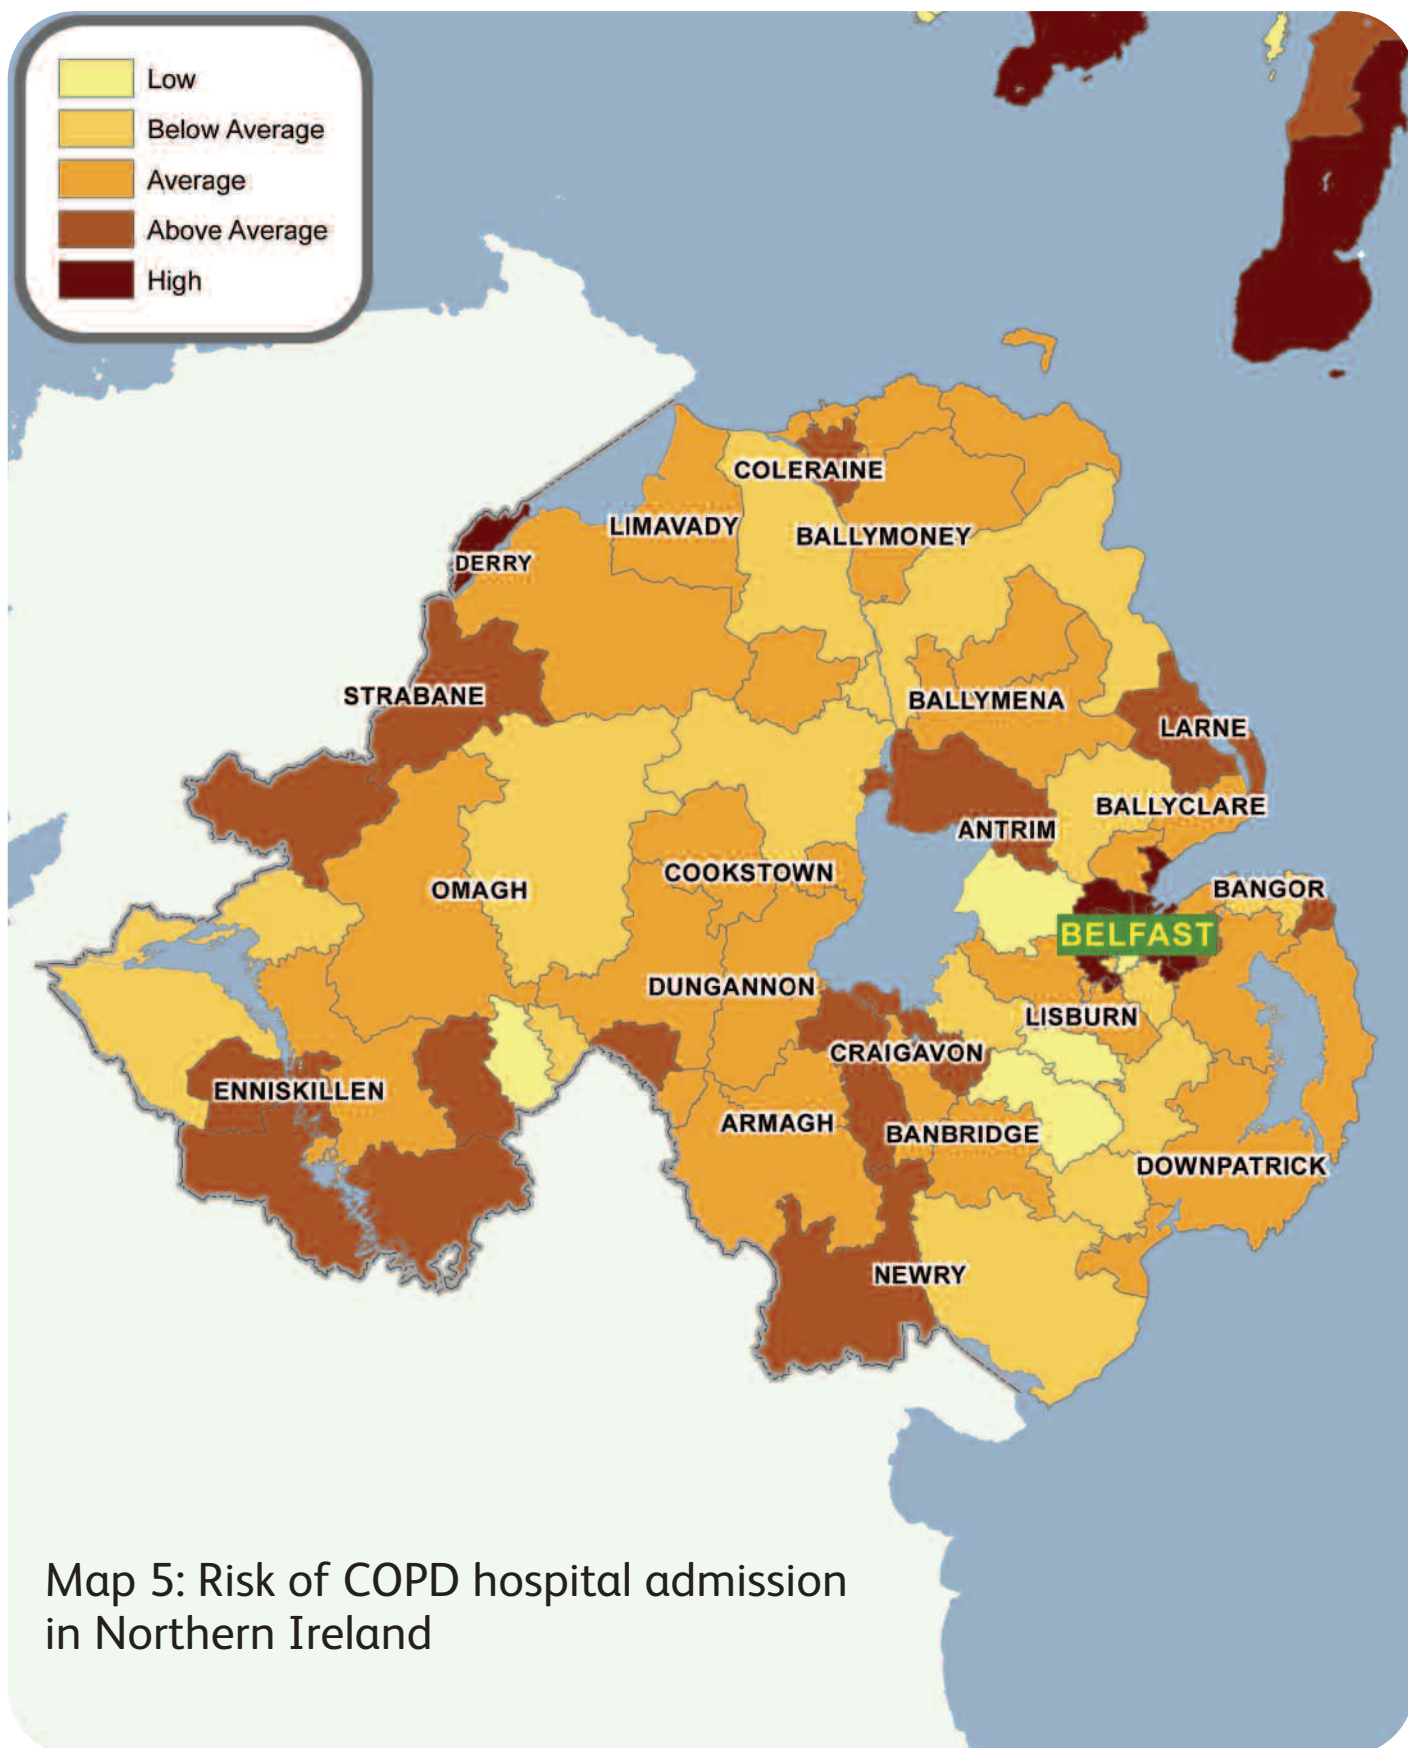 Low
Below Average
Average
Above Average
High
COLERAINE
LIMAVADY
BALLYMONEY
DERRY
STRABANE
BALLYMENA
LARNE
BALLYCLARE
ANTRIM
COOKSTOWN
OMAGH
BANGOR
BELFAST
DUNGANNON
LISBURN
CRAIGAVON
ENNISKILLEN
ARMAGH
BANBRIDGE
DOWNPATRICK
NEWRY
Map 5: Risk of COPD hospital admission
in Northern Ireland